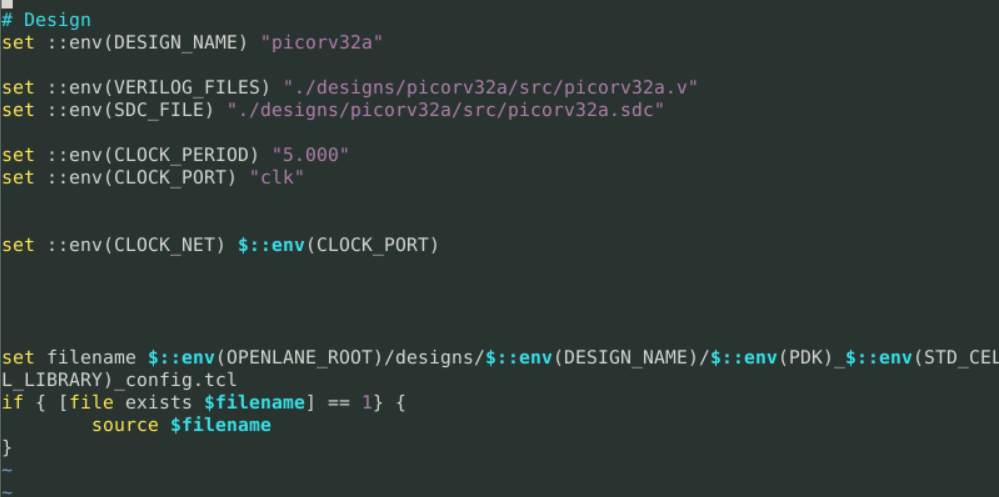 # Design
set ::env(DESIGN_NAME) "picorv32a"
set ::env(VERILOG_FILES) "./designs/picorv32a/src/picorv32a.v"
set ::env(SDC_FILE) "./designs/picorv32a/src/picorv32a.sdc"
set ::env(CLOCK_PERIOD) "5.000"
set ::env(CLOCK_PORT) "clk"
set ::env(CLOCK_NET) $::env(CLOCK_PORT)
set filename $::env(OPENLANE_ROOT)/designs/$::env(DESIGN_NAME)/$::env(PDK)_$::env(STD_CEL
L_LIBRARY)_config.tcl
if { [file exists $filename] == 1} {
        source $filename
}
~
~